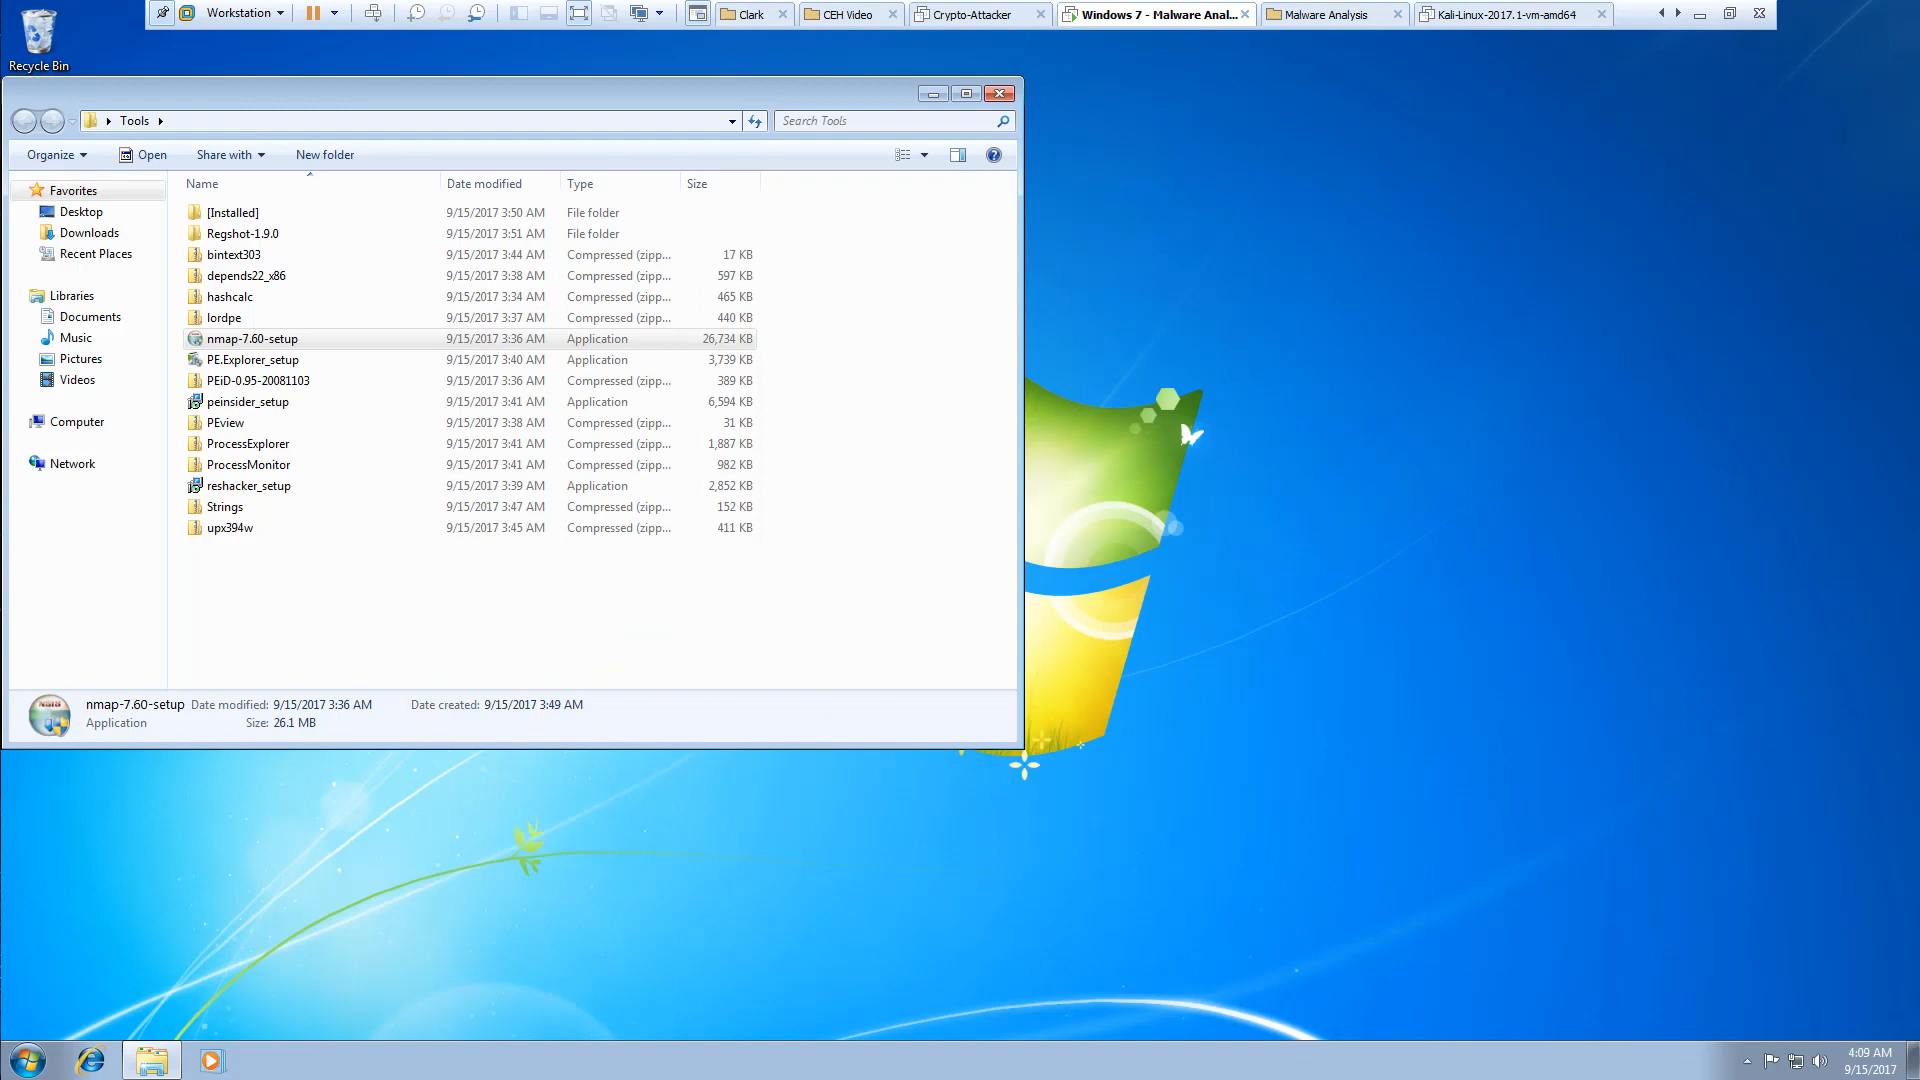 Workstation
Clark
CEH Video
Crypto-Attacker
Windows 7 - Malware Anal...
Malware Analysis
Kali-Linux-2017.1-vm-amd64
Recycle Bin
Tools
Search Tools
Organize
Open
Share with
New folder
Name Date modified Type Size
Favorites
Desktop
Downloads
Recent Places
Libraries
Documents
Music
Pictures
Videos
Computer
Network
[Installed] 9/15/2017 3:50 AM File folder
Regshot-1.9.0 9/15/2017 3:51 AM File folder
bintext303 9/15/2017 3:44 AM Compressed (zipp... 17 KB
depends22_x86 9/15/2017 3:38 AM Compressed (zipp... 597 KB
hashcalc 9/15/2017 3:34 AM Compressed (zipp... 465 KB
lordpe 9/15/2017 3:37 AM Compressed (zipp... 440 KB
nmap-7.60-setup 9/15/2017 3:36 AM Application 26,734 KB
PE.Explorer_setup 9/15/2017 3:40 AM Application 3,739 KB
PEiD-0.95-20081103 9/15/2017 3:36 AM Compressed (zipp... 389 KB
peinsider_setup 9/15/2017 3:41 AM Application 6,594 KB
PEview 9/15/2017 3:38 AM Compressed (zipp... 31 KB
ProcessExplorer 9/15/2017 3:41 AM Compressed (zipp... 1,887 KB
ProcessMonitor 9/15/2017 3:41 AM Compressed (zipp... 982 KB
reshacker_setup 9/15/2017 3:39 AM Application 2,852 KB
Strings 9/15/2017 3:47 AM Compressed (zipp... 152 KB
upx394w 9/15/2017 3:45 AM Compressed (zipp... 411 KB
NSIS
nmap-7.60-setup Date modified: 9/15/2017 3:36 AM Date created: 9/15/2017 3:49 AM
Application Size: 26.1 MB
4:09 AM
9/15/2017